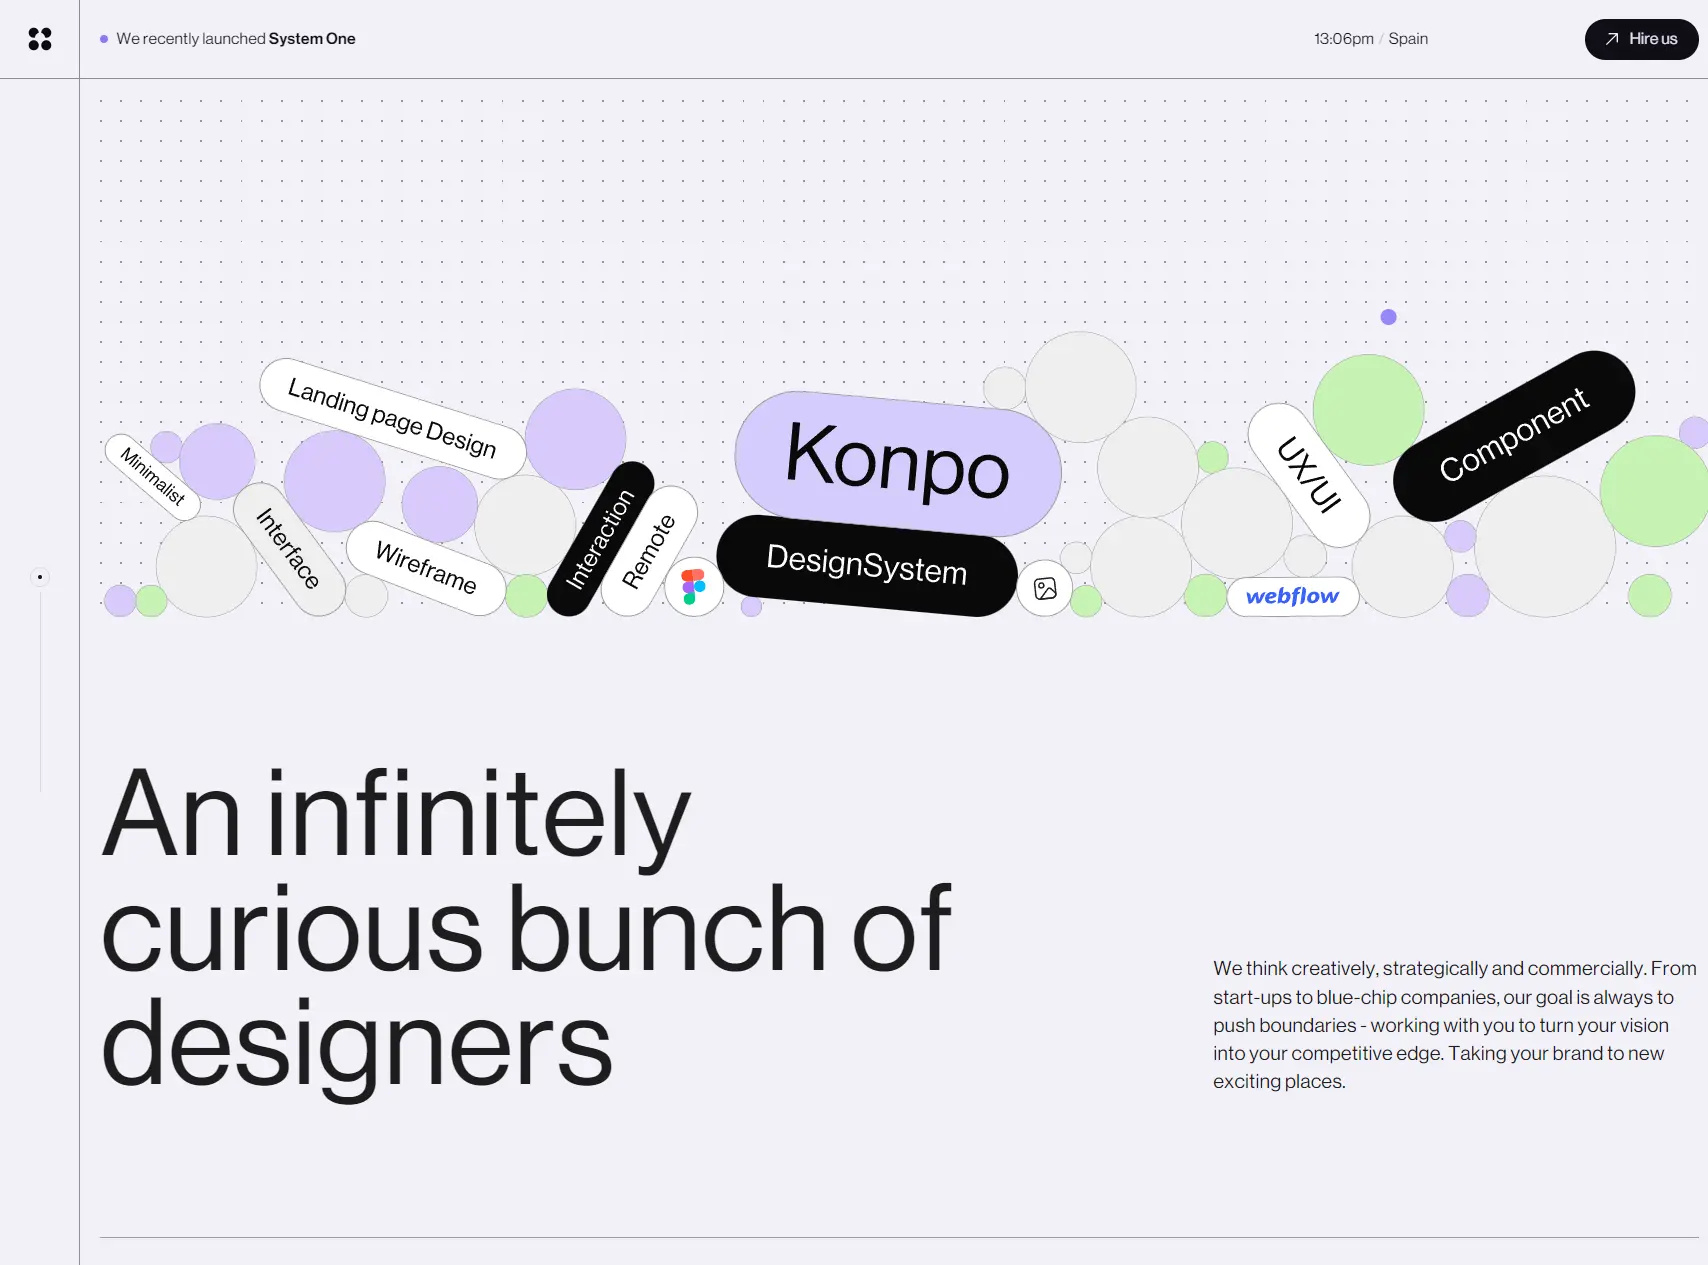 We recently launched System One
13:06pm / Spain
Hire us
Landing page Design
Minimalist
Interface
Wireframe
Interaction
Remote
Konpo
DesignSystem
UX/UI
Component
webflow
An infinitely
curious bunch of
designers
We think creatively, strategically and commercially. From
start-ups to blue-chip companies, our goal is always to
push boundaries - working with you to turn your vision
into your competitive edge. Taking your brand to new
exciting places.